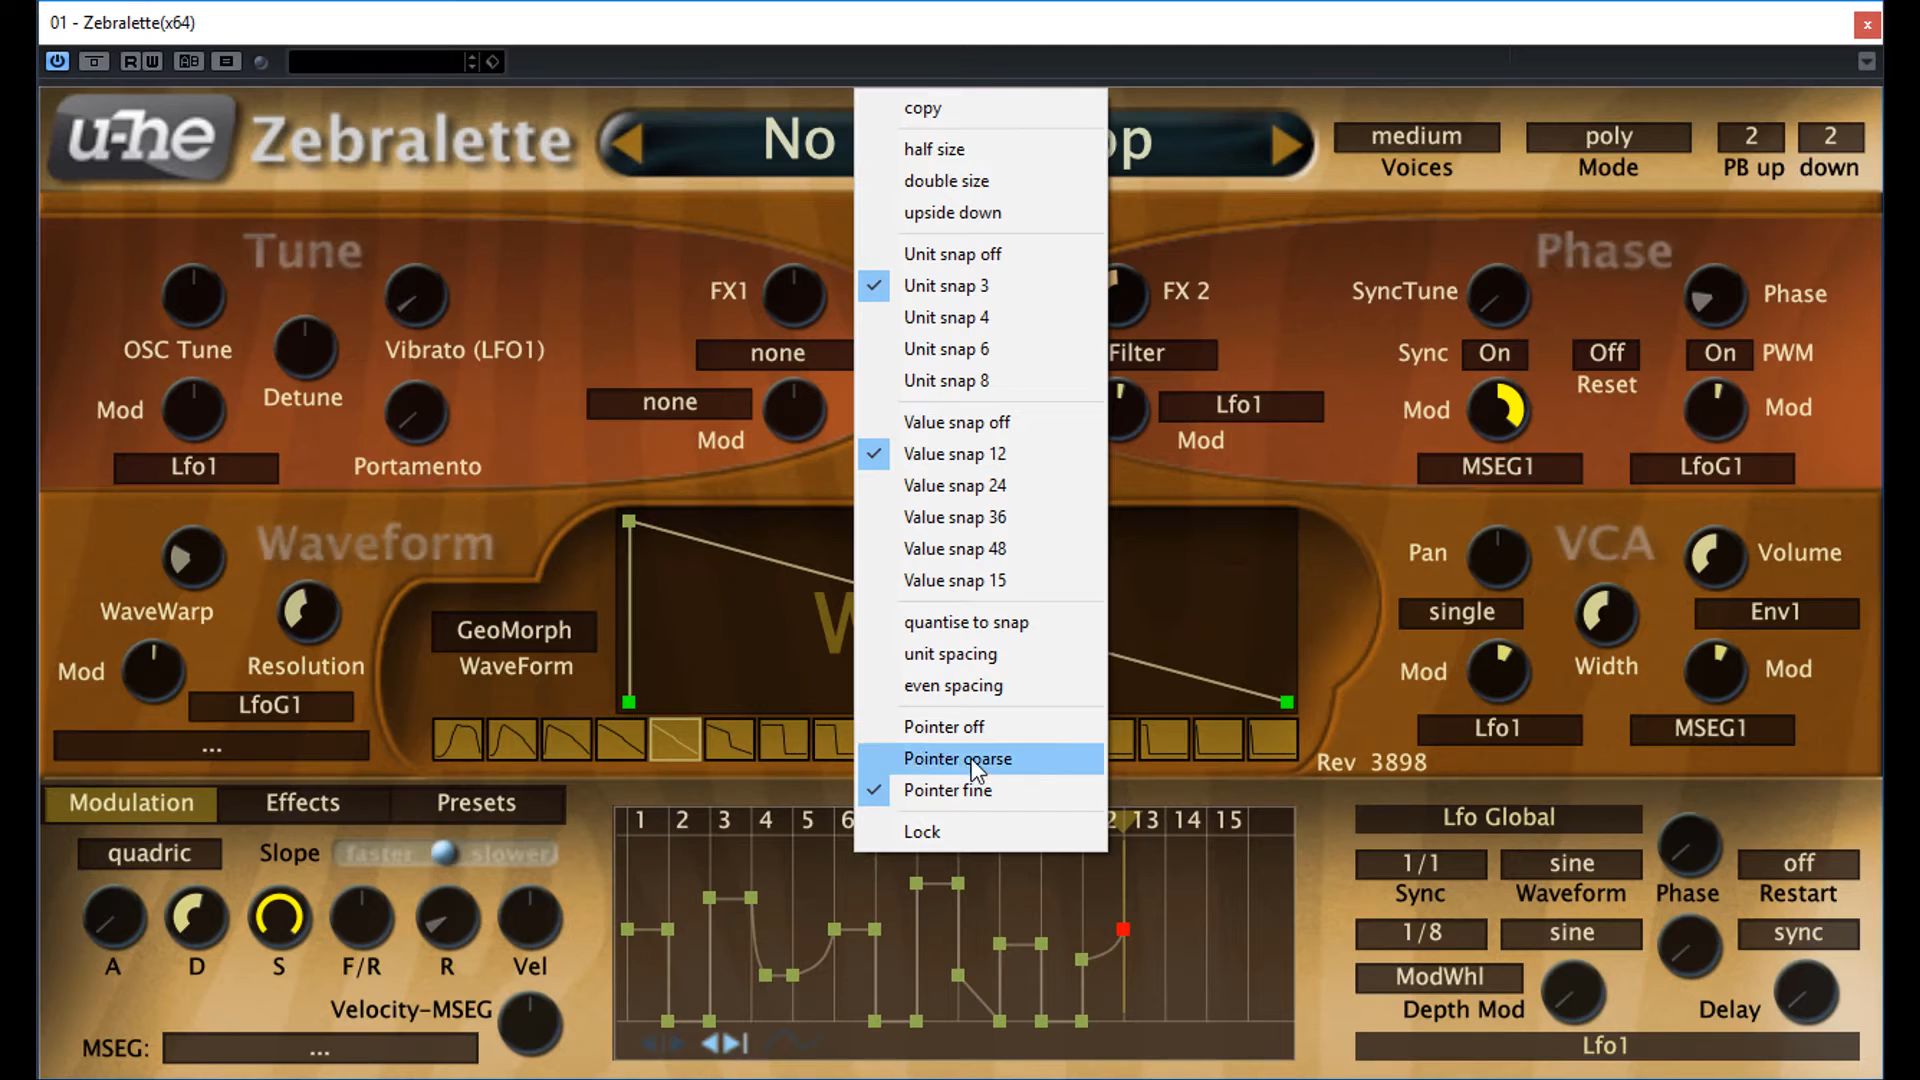 01 - Zebralette(x64)
x
R W AB
u-he Zebralette
No
op
medium
Voices
poly
Mode
2 2
PB up down
copy
half size
double size
upside down
Unit snap off
Unit snap 3
Unit snap 4
Unit snap 6
Unit snap 8
Value snap off
Value snap 12
Value snap 24
Value snap 36
Value snap 48
Value snap 15
quantise to snap
unit spacing
even spacing
Pointer off
Pointer coarse
Pointer fine
Lock
Tune
OSC Tune
Vibrato (LFO1)
Detune
Mod
Portamento
Lfo1
FX1
none
none
Mod
FX 2
Filter
Lfo1
Mod
Phase
SyncTune
Phase
Sync On
Off
Reset
On PWM
Mod
Mod
MSEG1
LfoG1
Waveform
WaveWarp
Resolution
Mod
LfoG1
...
GeoMorph
WaveForm
W
VCA
Pan
Volume
single
Env1
Width
Mod
Mod
Lfo1
MSEG1
Rev 3898
Modulation Effects Presets
quadric
Slope faster slower
A D S F/R R Vel
Velocity-MSEG
MSEG: ...
1 2 3 4 5 6
2 13 14 15
Lfo Global
1/1
Sync
sine
Waveform
Phase
off
Restart
1/8
sine
sync
ModWhl
Depth Mod
Delay
Lfo1